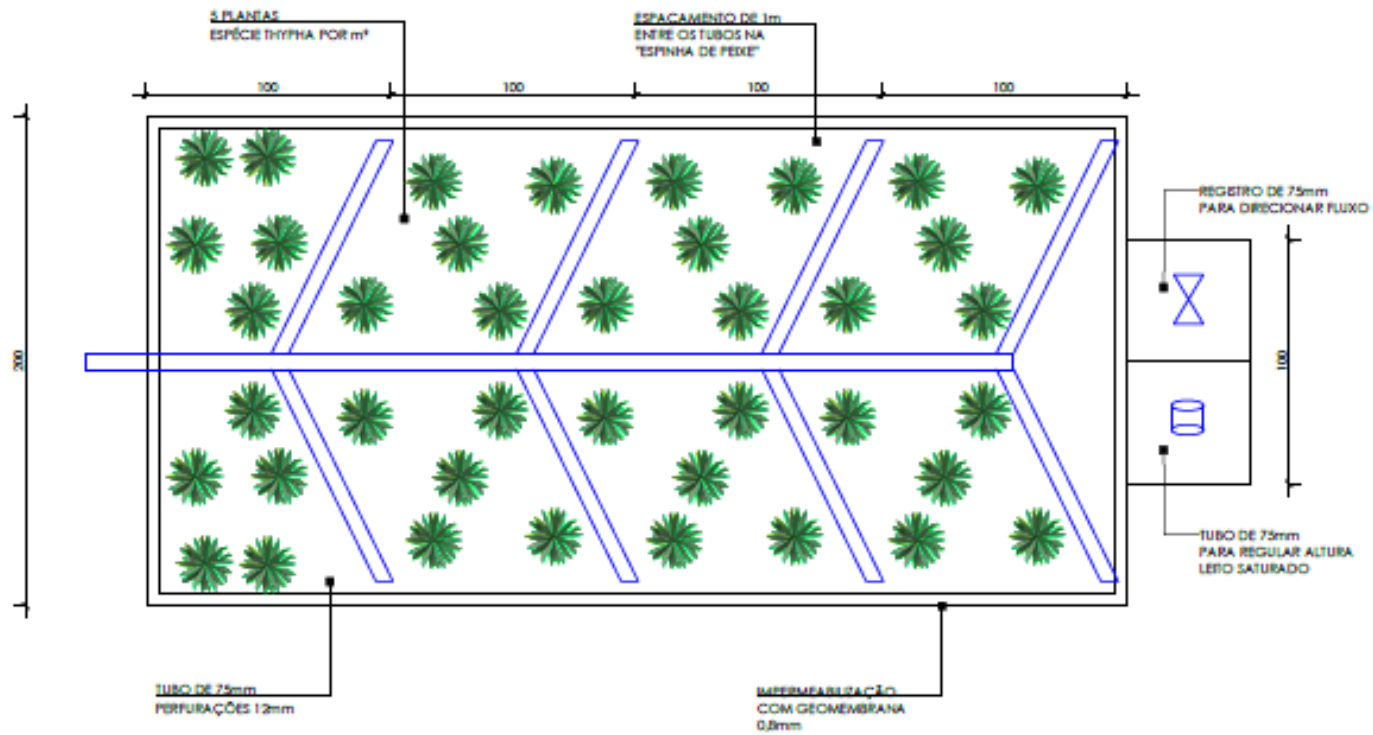 5 PLANTAS
ESPÉCIE THYPHA POR m²
ESPAÇAMENTO DE 1m
ENTRE OS TUBOS NA
"ESPINHA DE PEIXE"
100
100
100
100
REGISTRO DE 75mm
PARA DIRECIONAR FLUXO
200
100
TUBO DE 75mm
PARA REGULAR ALTURA
LEITO SATURADO
TUBO DE 75mm
PERFURAÇÕES 12mm
IMPERMEABILIZAÇÃO
COM GEOMEMBRANA
0,8mm